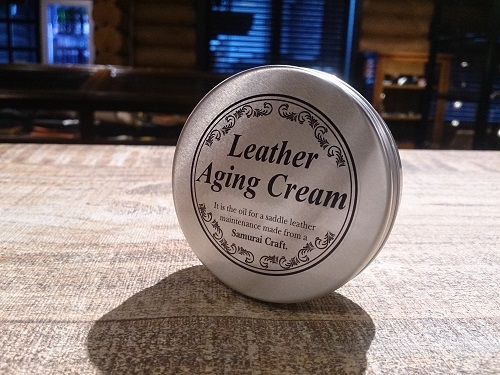 Leather
Aging Cream
It is the oil for a saddle leather
maintenance made from a
Samurai Craft.